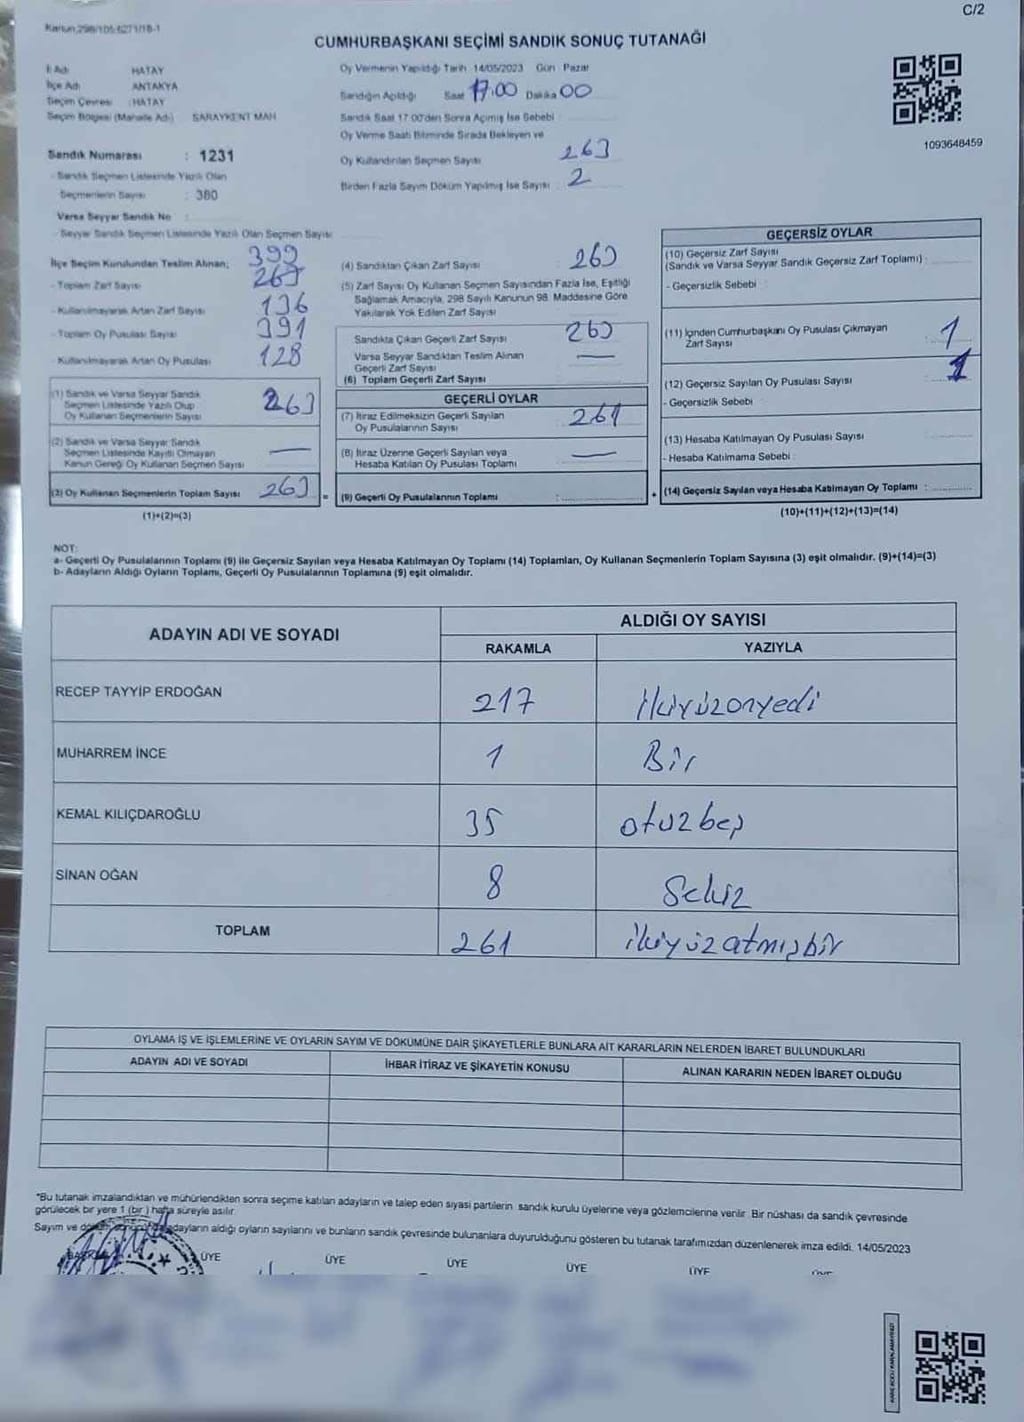 C/2
CUMHURBAŞKANI SEÇİMİ SANDIK SONUÇ TUTANAĞI
İl Adı : HATAY
İlçe Adı : ANTAKYA
Seçim Çevresi : HATAY
Seçim Bölgesi (Mahalle Adı) : SARAYKENT MAH
Sandık Numarası : 1231
Sandık Seçmen Listesinde Yazılı Olan
Seçmenlerin Sayısı : 380
Varsa Seyyar Sandık No :
Seyyar Sandık Seçmen Listesinde Yazılı Olan Seçmen Sayısı
Oy Vermenin Yapıldığı Tarih : 14/05/2023 Gün : Pazar
Sandığın Açıldığı Saat 17.00 Dakika 00
Sandık Saat 17.00'den Sonra Açılmış İse Sebebi :
Oy Verme Saati Bitiminde Sırada Bekleyen ve
Oy Kullandırılan Seçmen Sayısı : 263
Birden Fazla Sayım Döküm Yapılmış İse Sayısı : 2
1093648459
İlçe Seçim Kurulundan Teslim Alınan; 399
- Toplam Zarf Sayısı 263
- Kullanılmayarak Artan Zarf Sayısı 136
- Toplam Oy Pusulası Sayısı 391
- Kullanılmayarak Artan Oy Pusulası 128
(1) Sandık ve Varsa Seyyar Sandık
Seçmen Listesinde Yazılı Olup
Oy Kullanan Seçmenlerin Sayısı 263
(2) Sandık ve Varsa Seyyar Sandık
Seçmen Listesinde Kayıtlı Olmayan
Kanun Gereği Oy Kullanan Seçmen Sayısı —
(3) Oy Kullanan Seçmenlerin Toplam Sayısı 263 =
(1)+(2)=(3)
(4) Sandıktan Çıkan Zarf Sayısı : 263
(5) Zarf Sayısı Oy Kullanan Seçmen Sayısından Fazla İse, Eşitliği
Sağlamak Amacıyla, 298 Sayılı Kanunun 98. Maddesine Göre
Yakılarak Yok Edilen Zarf Sayısı
Sandıkta Çıkan Geçerli Zarf Sayısı 263
Varsa Seyyar Sandıktan Teslim Alınan
Geçerli Zarf Sayısı —
(6) Toplam Geçerli Zarf Sayısı
GEÇERLİ OYLAR
(7) İtiraz Edilmeksizin Geçerli Sayılan
Oy Pusulalarının Sayısı : 261
(8) İtiraz Üzerine Geçerli Sayılan veya
Hesaba Katılan Oy Pusulası Toplamı : —
(9) Geçerli Oy Pusulalarının Toplamı : +
GEÇERSİZ OYLAR
(10) Geçersiz Zarf Sayısı
(Sandık ve Varsa Seyyar Sandık Geçersiz Zarf Toplamı) :
- Geçersizlik Sebebi :
(11) İçinden Cumhurbaşkanı Oy Pusulası Çıkmayan
Zarf Sayısı : 1
(12) Geçersiz Sayılan Oy Pusulası Sayısı : 1
- Geçersizlik Sebebi :
(13) Hesaba Katılmayan Oy Pusulası Sayısı :
- Hesaba Katılmama Sebebi :
(14) Geçersiz Sayılan veya Hesaba Katılmayan Oy Toplamı :
(10)+(11)+(12)+(13)=(14)
NOT:
a- Geçerli Oy Pusulalarının Toplamı (9) ile Geçersiz Sayılan veya Hesaba Katılmayan Oy Toplamı (14) Toplamları, Oy Kullanan Seçmenlerin Toplam Sayısına (3) eşit olmalıdır. (9)+(14)=(3)
b- Adayların Aldığı Oyların Toplamı, Geçerli Oy Pusulalarının Toplamına (9) eşit olmalıdır.
ADAYIN ADI VE SOYADI
ALDIĞI OY SAYISI
RAKAMLA YAZIYLA
RECEP TAYYİP ERDOĞAN 217 ikiyüzonyedi
MUHARREM İNCE 1 Bir
KEMAL KILIÇDAROĞLU 35 otuzbeş
SİNAN OĞAN 8 Sekiz
TOPLAM 261 ikiyüzatmışbir
OYLAMA İŞ VE İŞLEMLERİNE VE OYLARIN SAYIM VE DÖKÜMÜNE DAİR ŞİKAYETLERLE BUNLARA AİT KARARLARIN NELERDEN İBARET BULUNDUKLARI
ADAYIN ADI VE SOYADI İHBAR İTİRAZ VE ŞİKAYETİN KONUSU ALINAN KARARIN NEDEN İBARET OLDUĞU
*Bu tutanak imzalandıktan ve mühürlendikten sonra seçime katılan adayların ve talep eden siyasi partilerin sandık kurulu üyelerine veya gözlemcilerine verilir. Bir nüshası da sandık çevresinde
görülecek bir yere 1 (bir) hafta süreyle asılır.
Sayım ve adayların aldığı oyların sayılarını ve bunların sandık çevresinde bulunanlara duyurulduğunu gösteren bu tutanak tarafımızdan düzenlenerek imza edildi. 14/05/2023
ÜYE ÜYE ÜYE ÜYE ÜYE